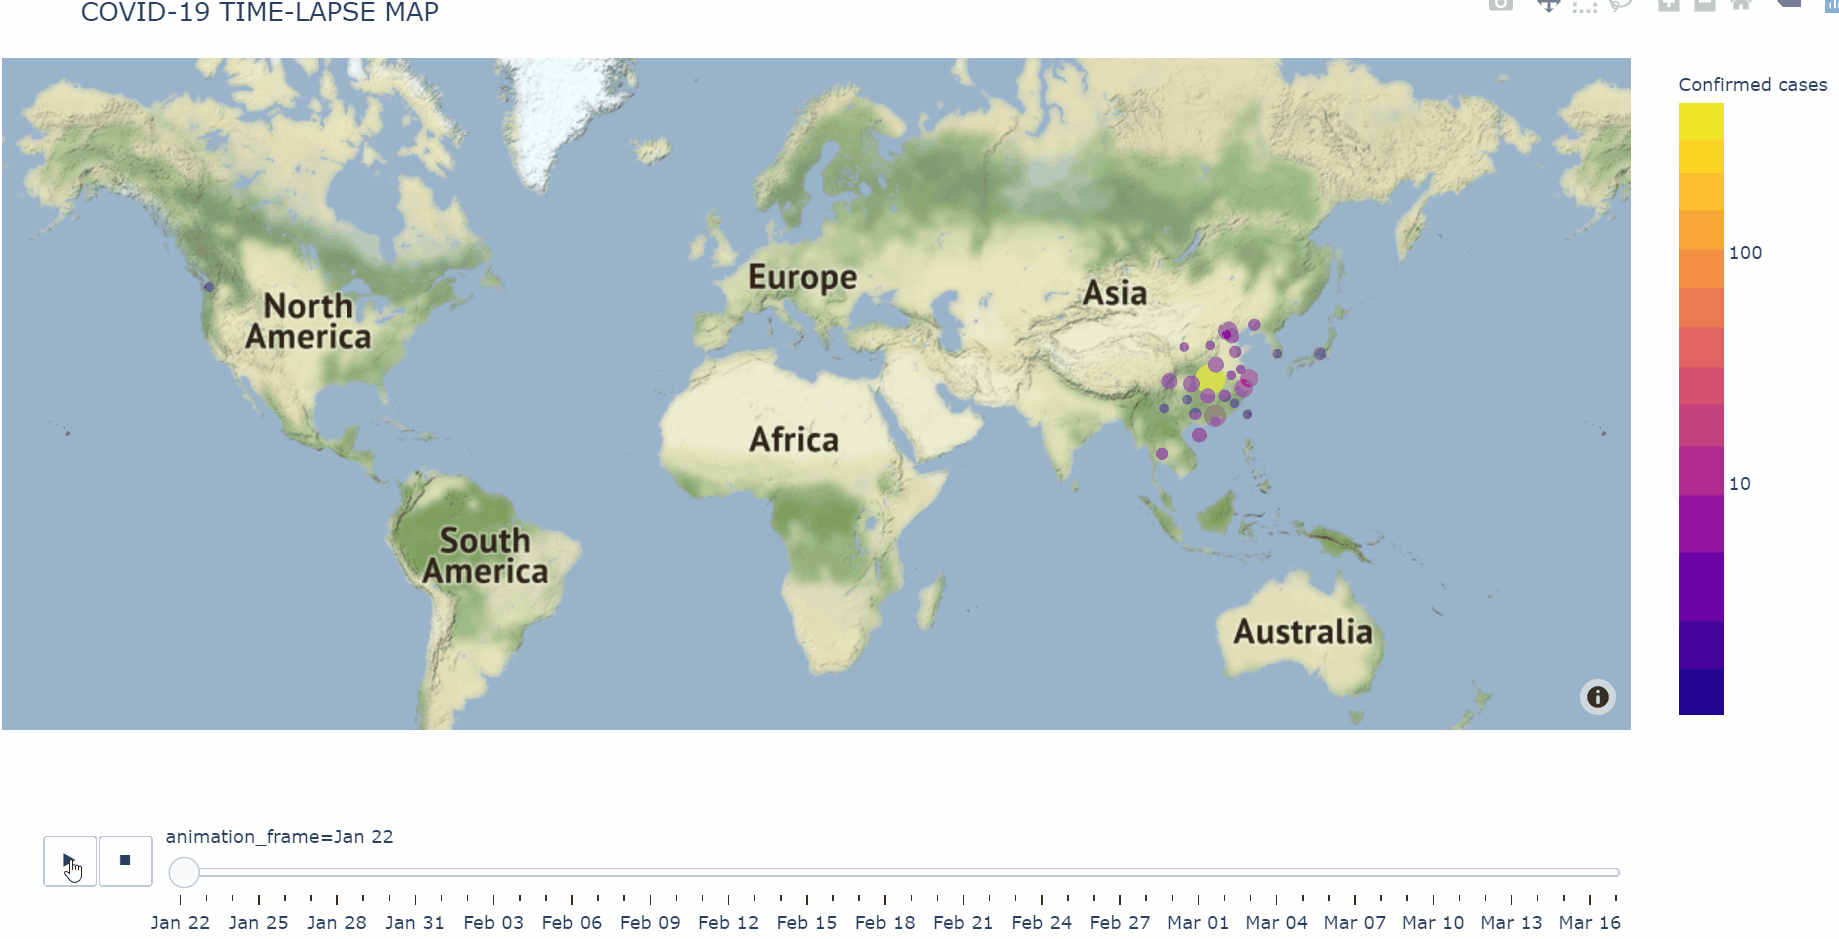 COVID-19 TIME-LAPSE MAP
Confirmed cases
100
10
North
America
Europe
Asia
Africa
South
America
Australia
animation_frame=Jan 22
Jan 22 Jan 25 Jan 28 Jan 31 Feb 03 Feb 06 Feb 09 Feb 12 Feb 15 Feb 18 Feb 21 Feb 24 Feb 27 Mar 01 Mar 04 Mar 07 Mar 10 Mar 13 Mar 16